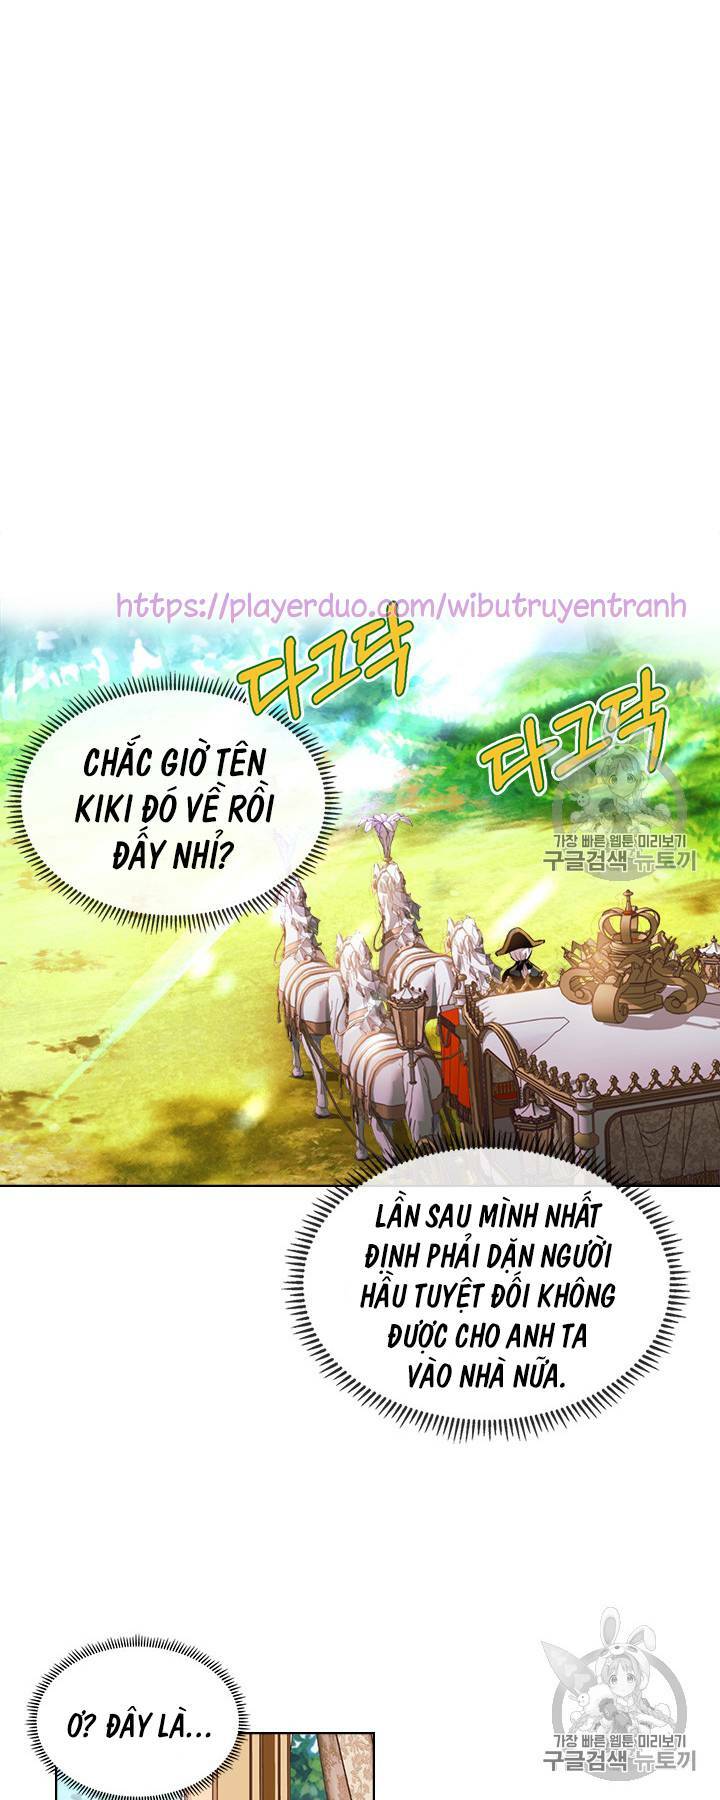 https://playerduo.com/wibutruyentranh
다그닥
다그닥
CHẮC GIỜ TÊN
KIKI ĐÓ VỀ RỒI
ĐẤY NHỈ?
가장 빠른 웹툰 미리보기
구글검색 뉴토끼
LẦN SAU MÌNH NHẤT
ĐỊNH PHẢI DẶN NGƯỜI
HẦU TUYỆT ĐỐI KHÔNG
ĐƯỢC CHO ANH TA
VÀO NHÀ NỮA.
Ơ? ĐÂY LÀ...
가장 빠른 웹툰 미리보기
구글검색 뉴토끼